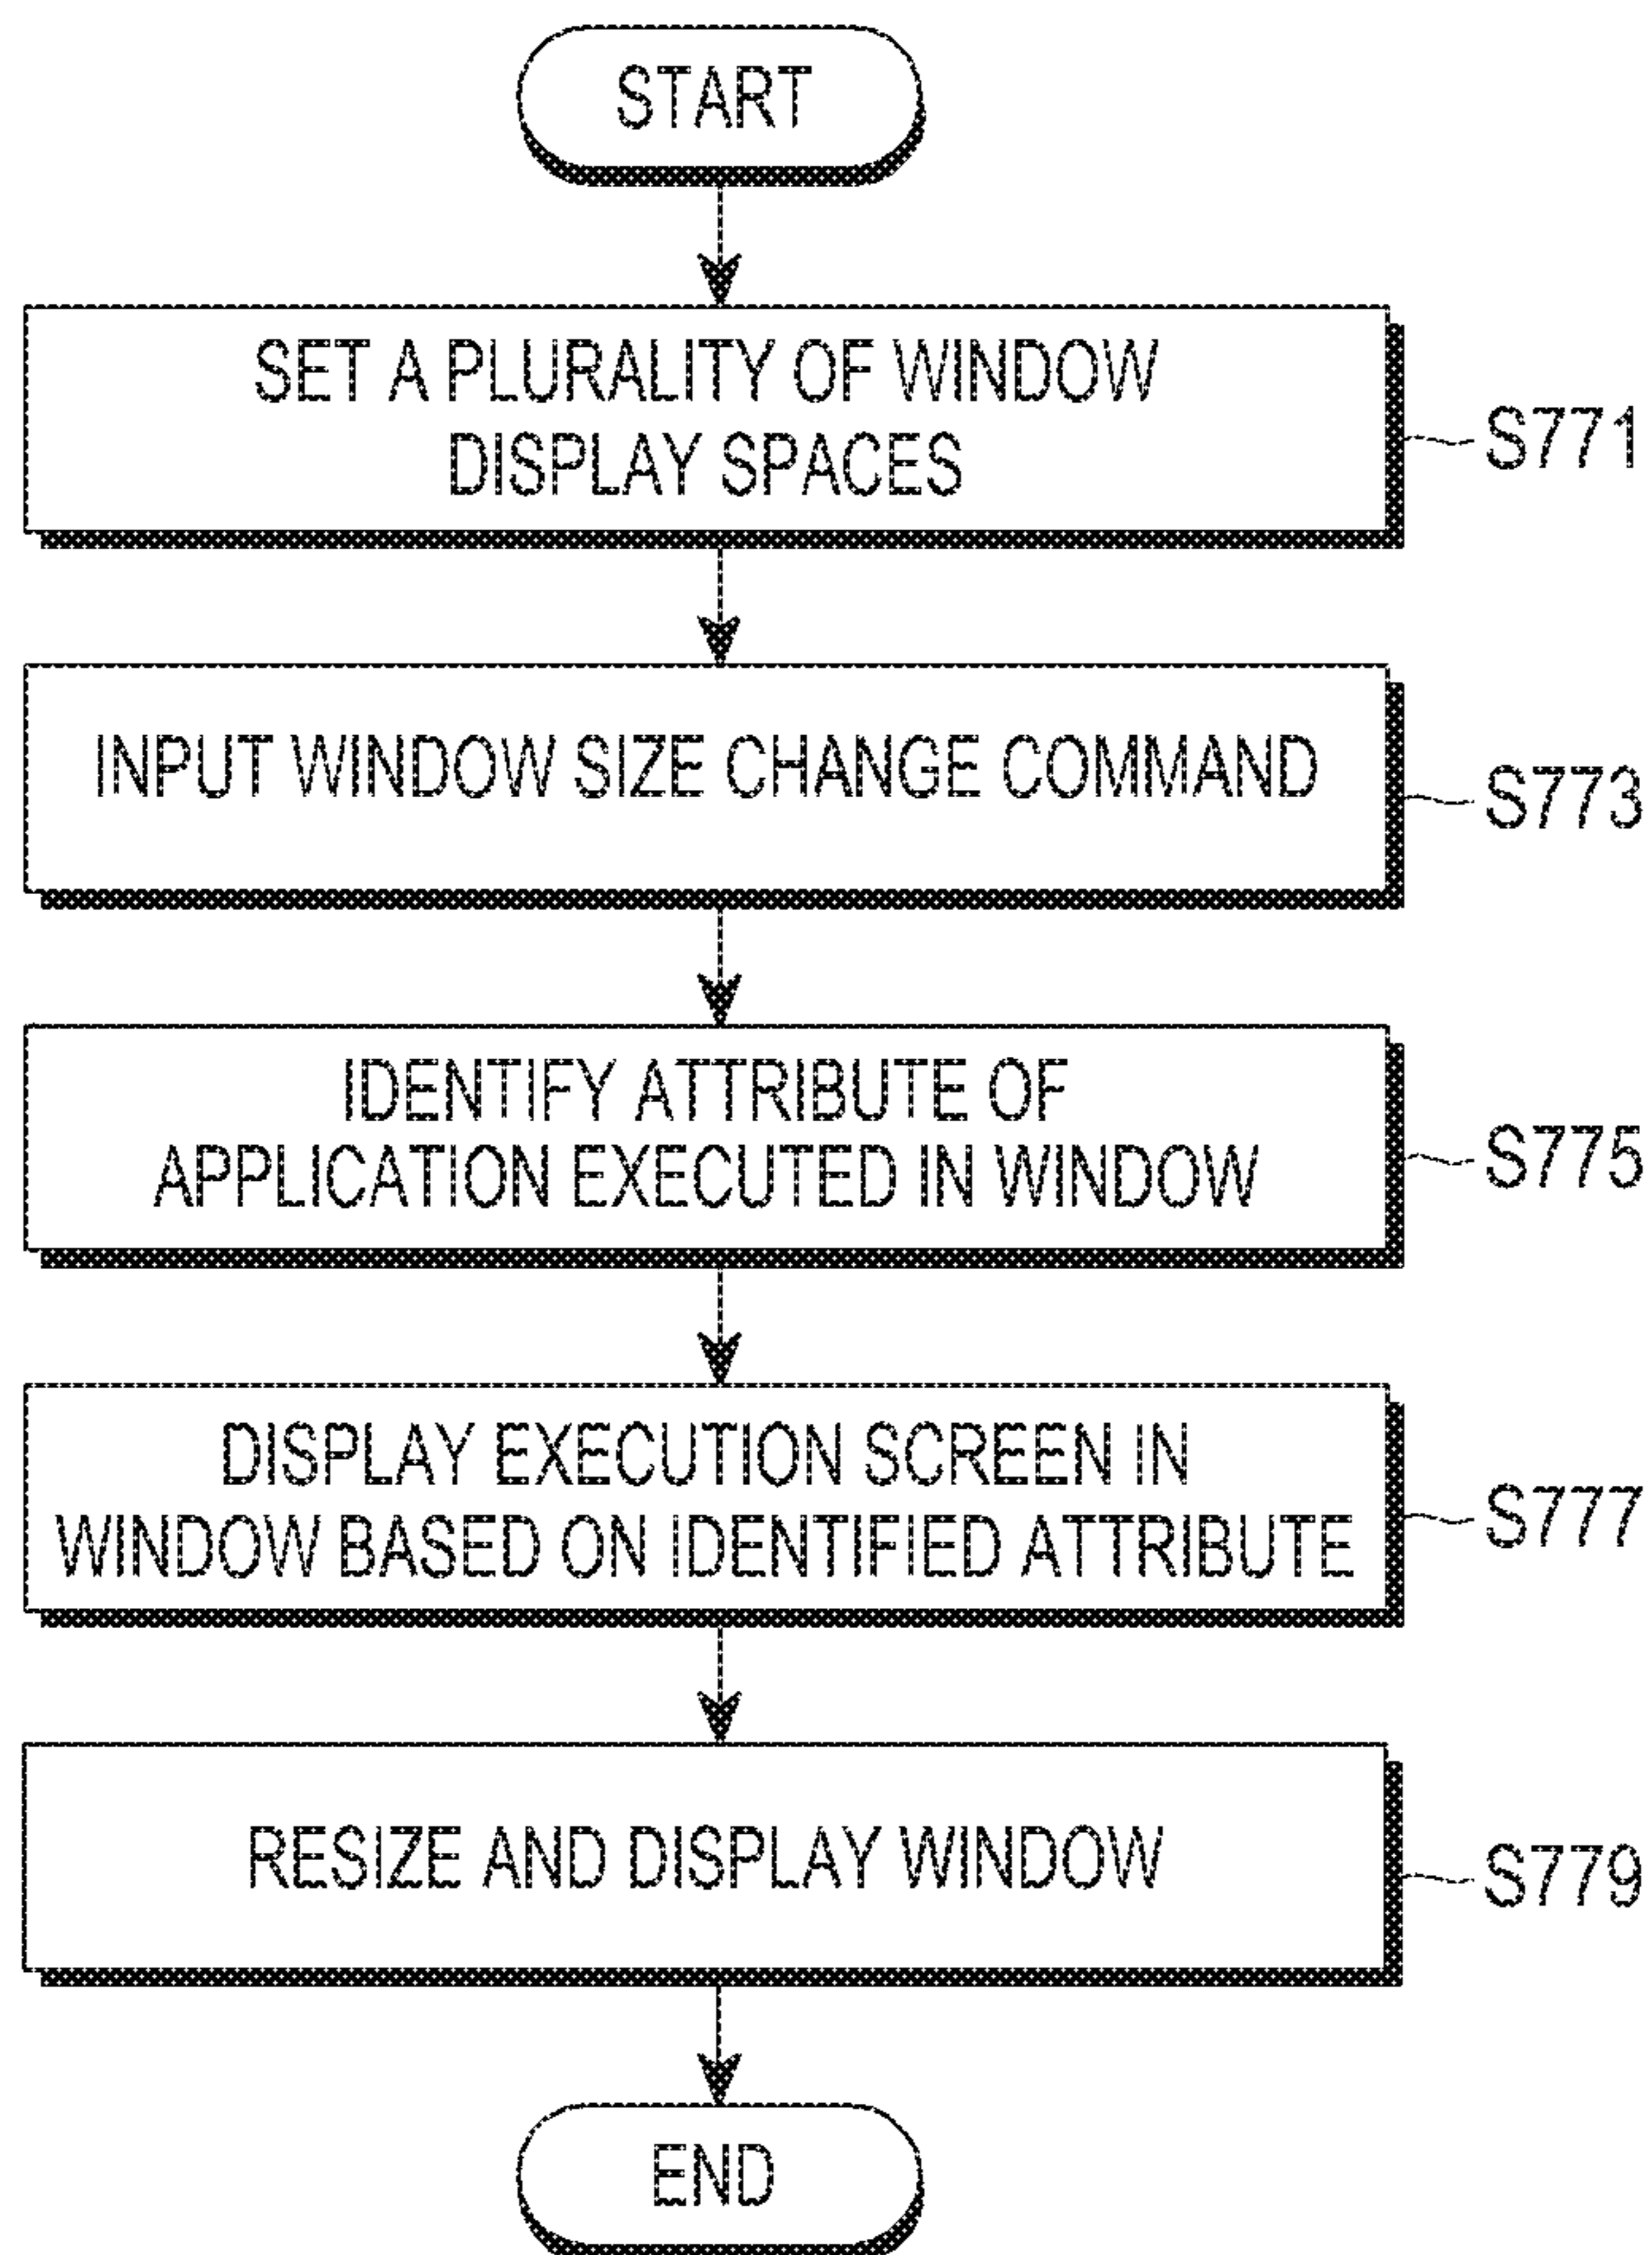 START
SET A PLURALITY OF WINDOW
DISPLAY SPACES
S771
INPUT WINDOW SIZE CHANGE COMMAND
S773
IDENTIFY ATTRIBUTE OF
APPLICATION EXECUTED IN WINDOW
S775
DISPLAY EXECUTION SCREEN IN
WINDOW BASED ON IDENTIFIED ATTRIBUTE
S777
RESIZE AND DISPLAY WINDOW
S779
END